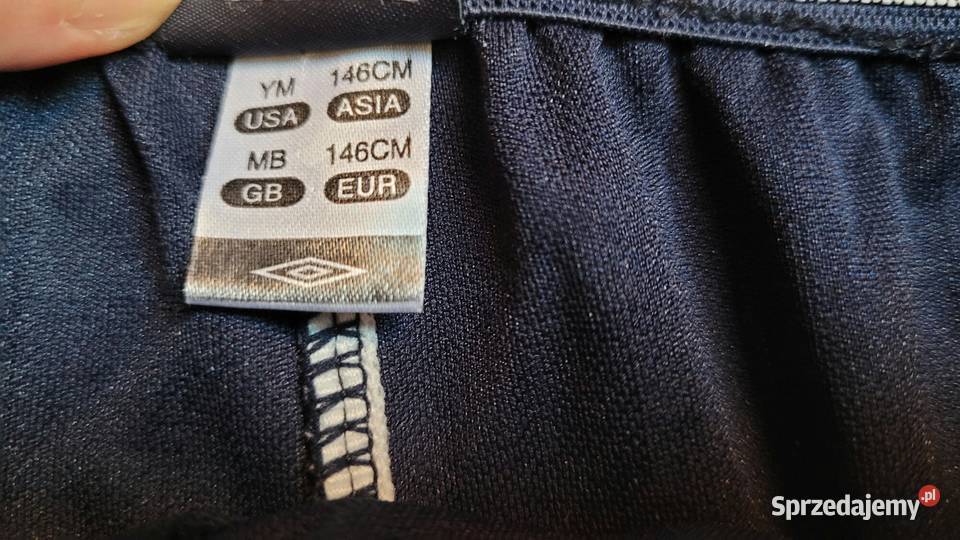 YM 146CM
USA ASIA
MB 146CM
GB EUR
Sprzedajemy.pl